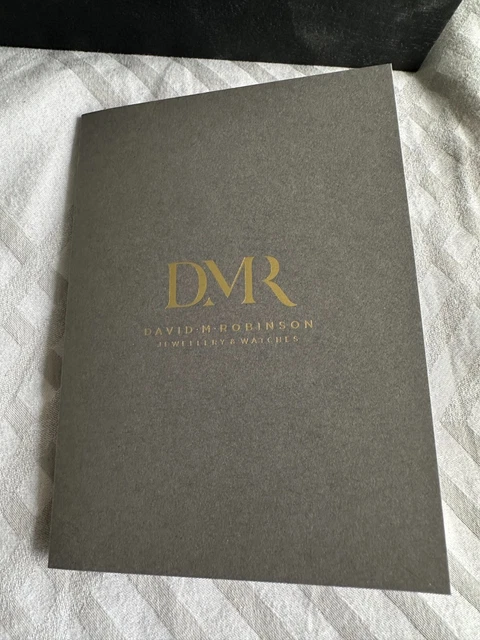 DMR
DAVID M·ROBINSON
JEWELLERY & WATCHES